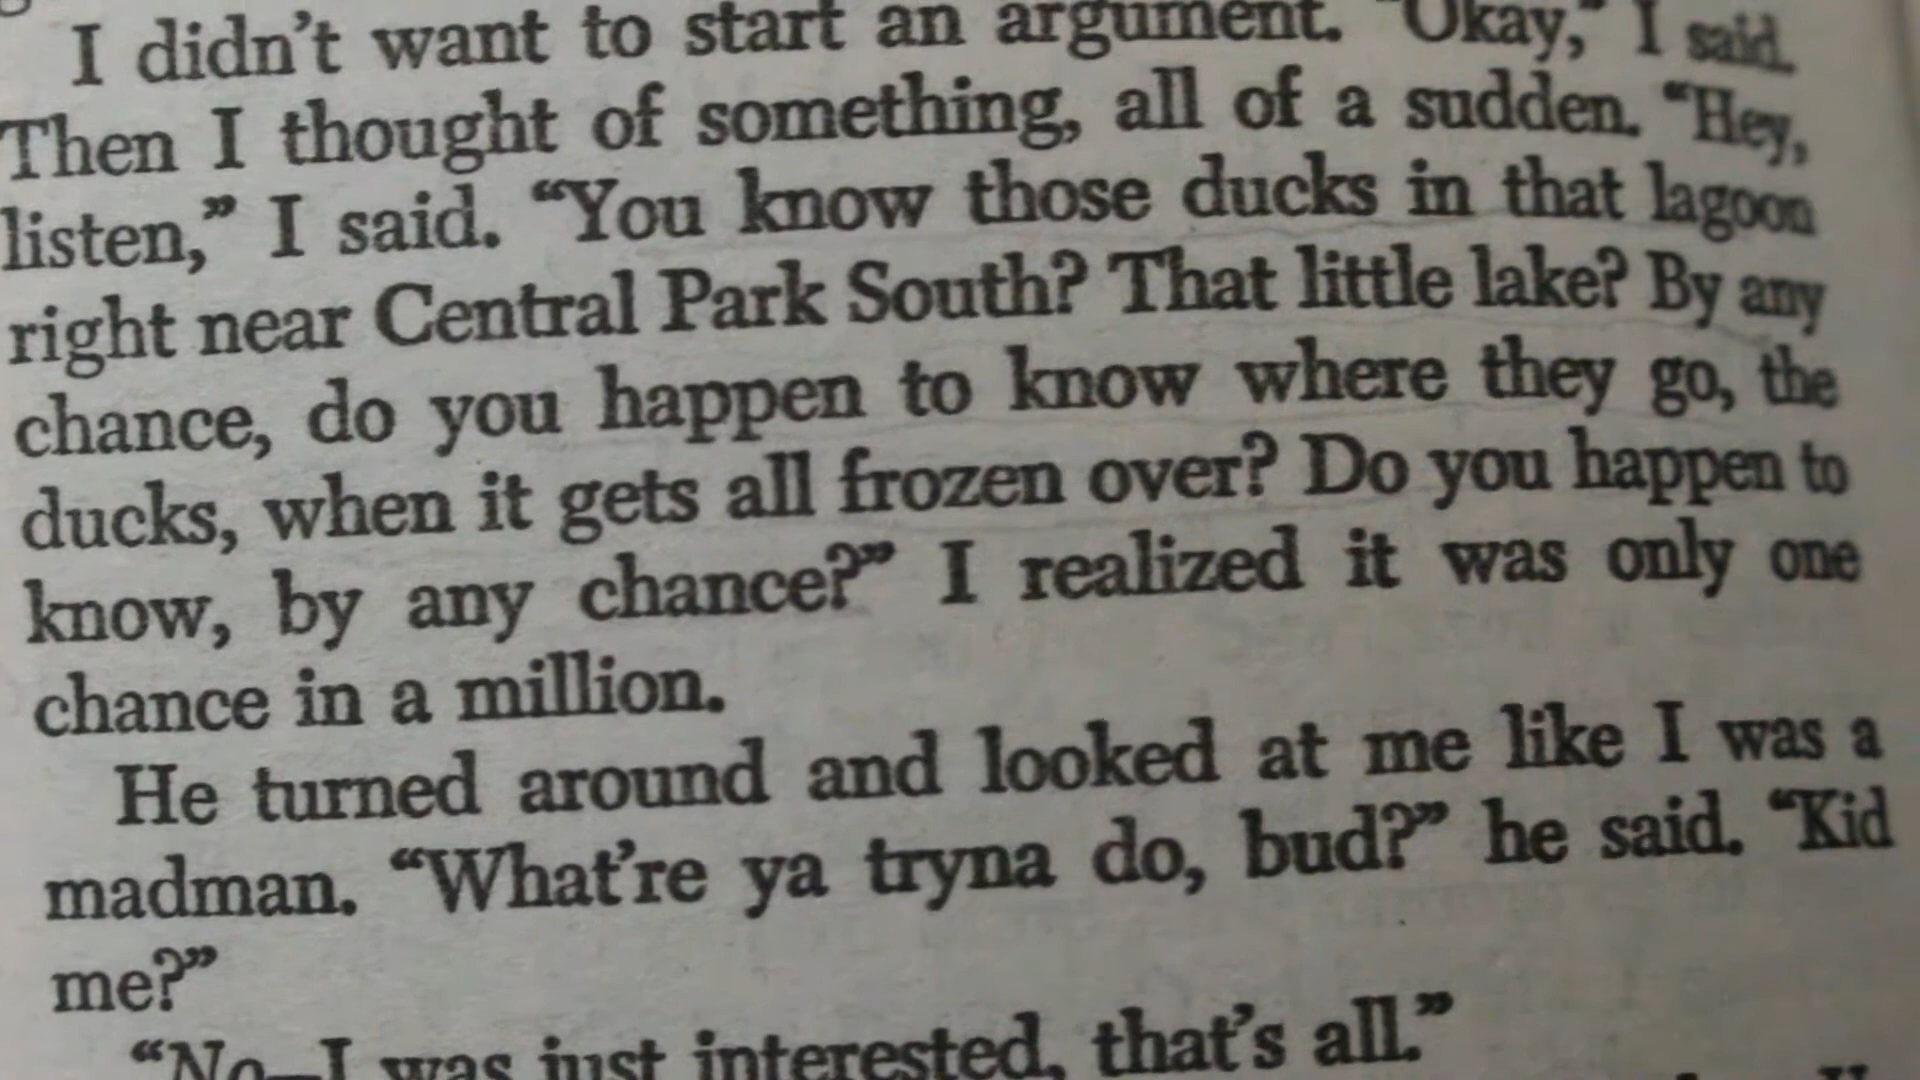 I didn't want to start an argument. "Okay," I said.
Then I thought of something, all of a sudden. "Hey,
listen," I said. "You know those ducks in that lagoon
right near Central Park South? That little lake? By any
chance, do you happen to know where they go, the
ducks, when it gets all frozen over? Do you happen to
know, by any chance?" I realized it was only one
chance in a million.
He turned around and looked at me like I was a
madman. "What're ya tryna do, bud?" he said. "Kid
me?"
"No—I was just interested, that's all."